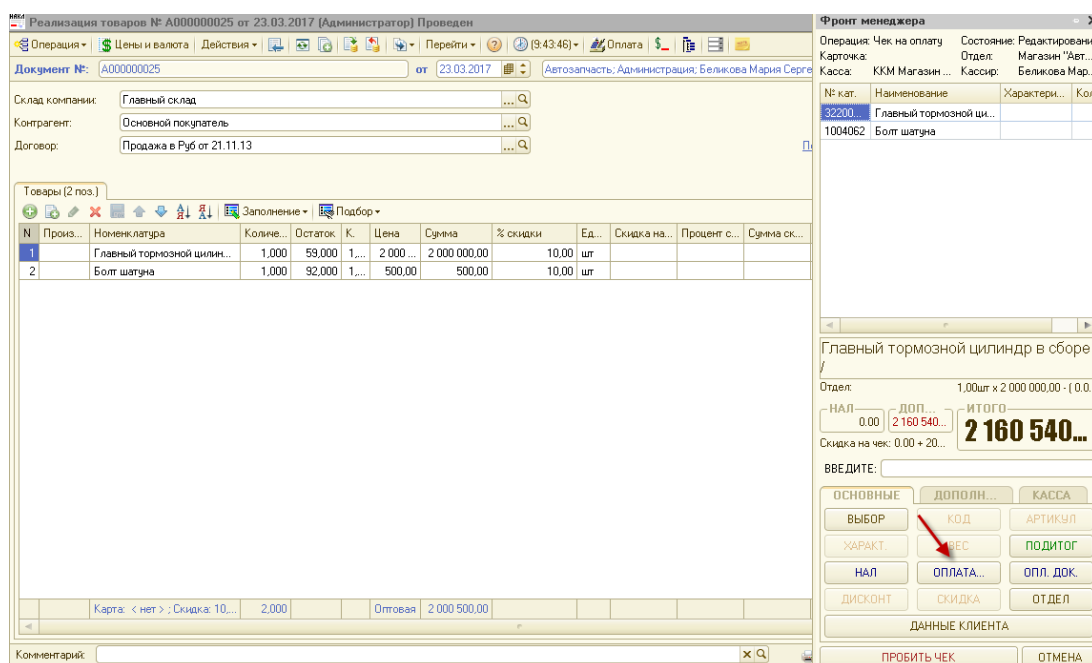 Реализация товаров № А000000025 от 23.03.2017 (Администратор) Проведен
Операция Цены и валюта Действия Перейти (9:43:46) Оплата
Документ №: А000000025 от 23.03.2017 Автозапчасть; Администрация; Беликова Мария Серге
Склад компании: Главный склад ...
Контрагент: Основной покупатель ...
Договор: Продажа в Руб от 21.11.13 ...
Товары (2 поз.)
Заполнение Подбор
N Произ... Номенклатура Количе... Остаток К. Цена Сумма % скидки Ед... Скидка на... Процент с... Сумма ск...
1 Главный тормозной цилин... 1,000 59,000 1,... 2 000 ... 2 000 000,00 10,00 шт
2 Болт шатуна 1,000 92,000 1,... 500,00 500,00 10,00 шт
Карта: < нет > ; Скидка: 10,... 2,000 Оптовая 2 000 500,00
Комментарий:
Фронт менеджера
Операция: Чек на оплату Состояние: Редактировани
Карточка: Отдел: Магазин "Авт...
Касса: ККМ Магазин ... Кассир: Беликова Мар...
№ кат. Наименование Характери... Кол
32200... Главный тормозной ци...
1004062 Болт шатуна
Главный тормозной цилиндр в сборе
/
Отдел: 1,00шт x 2 000 000,00 - ( 0.0.
НАЛ ДОП... ИТОГО
0.00 2 160 540... 2 160 540...
Скидка на чек: 0.00 + 20...
ВВЕДИТЕ:
ОСНОВНЫЕ ДОПОЛН... КАССА
ВЫБОР КОД АРТИКУЛ
ХАРАКТ. ВЕС ПОДИТОГ
НАЛ ОПЛАТА... ОПЛ. ДОК.
ДИСКОНТ СКИДКА ОТДЕЛ
ДАННЫЕ КЛИЕНТА
ПРОБИТЬ ЧЕК ОТМЕНА